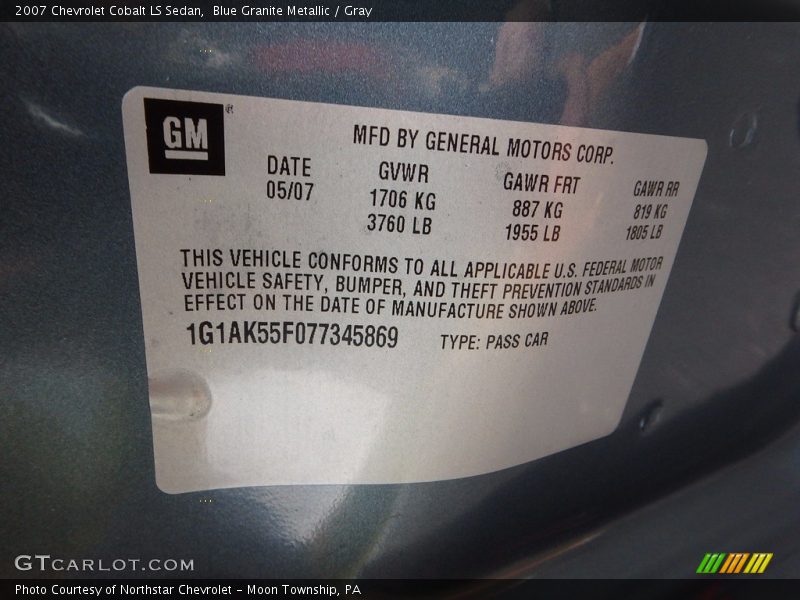 2007 Chevrolet Cobalt LS Sedan,  Blue Granite Metallic / Gray
GM®
MFD BY GENERAL MOTORS CORP.
DATE GVWR GAWR FRT GAWR RR
05/07 1706 KG 887 KG 819 KG
3760 LB 1955 LB 1805 LB
THIS VEHICLE CONFORMS TO ALL APPLICABLE U.S. FEDERAL MOTOR
VEHICLE SAFETY, BUMPER, AND THEFT PREVENTION STANDARDS IN
EFFECT ON THE DATE OF MANUFACTURE SHOWN ABOVE.
1G1AK55F077345869 TYPE: PASS CAR
GTCARLOT.COM
Photo Courtesy of Northstar Chevrolet - Moon Township, PA